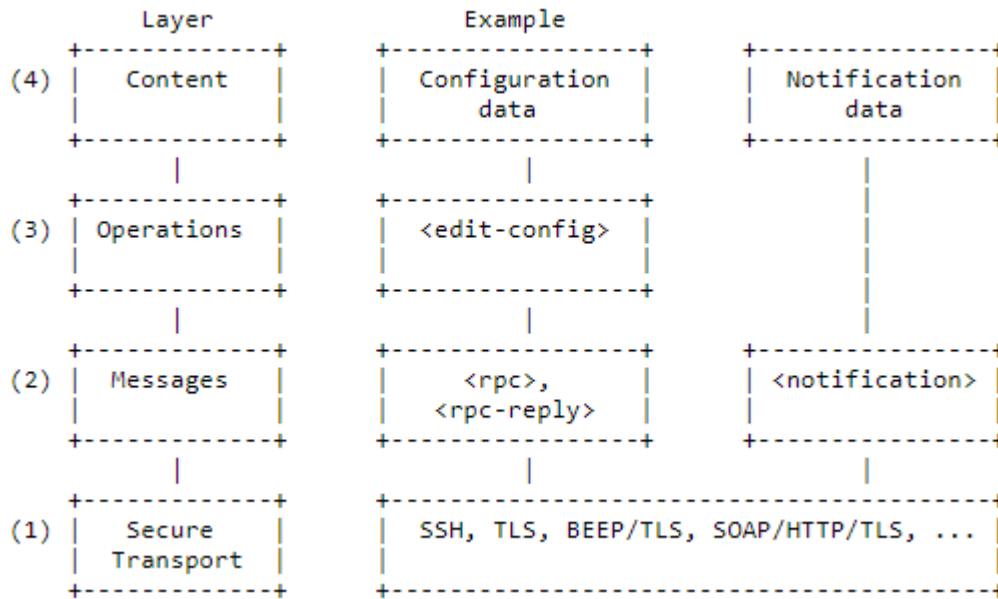 Layer Example
(4) Content Configuration data Notification data
(3) Operations <edit-config>
(2) Messages <rpc>, <rpc-reply> <notification>
(1) Secure Transport SSH, TLS, BEEP/TLS, SOAP/HTTP/TLS, ...